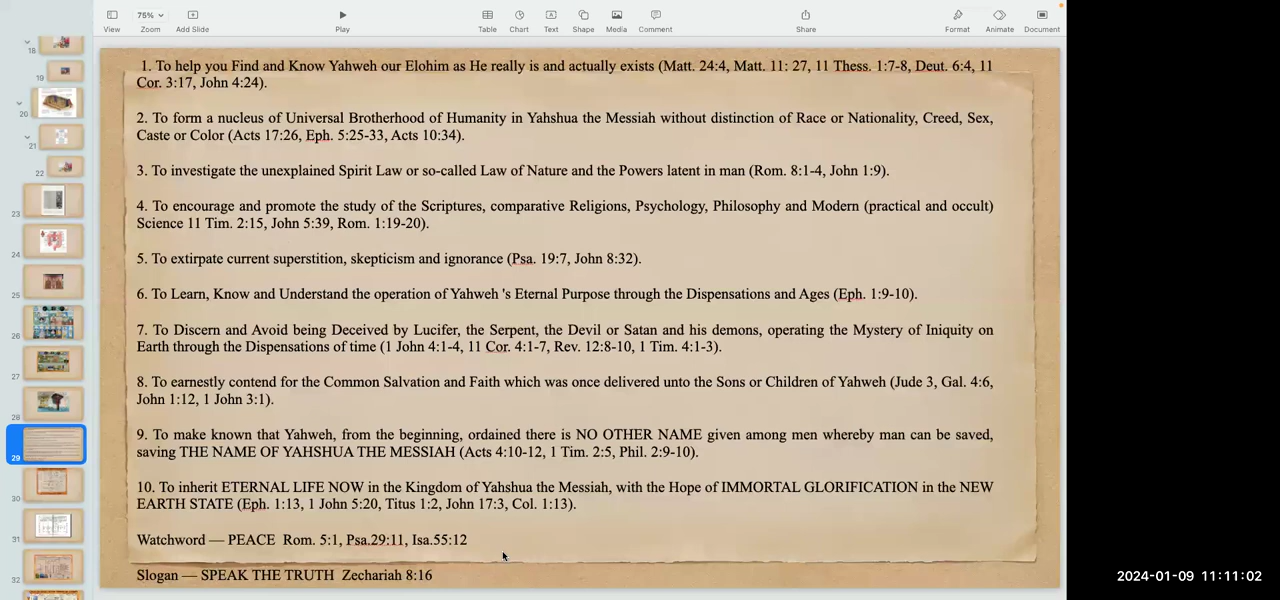 75%
View
Zoom
Add Slide
Play
Table
Chart
Text
Shape
Media
Comment
Share
Format
Animate
Document
18
19
20
21
22
23
24
25
26
27
28
29
30
31
32
1. To help you Find and Know Yahweh our Elohim as He really is and actually exists (Matt. 24:4, Matt. 11: 27, 11 Thess. 1:7-8, Deut. 6:4, 11
Cor. 3:17, John 4:24).
2. To form a nucleus of Universal Brotherhood of Humanity in Yahshua the Messiah without distinction of Race or Nationality, Creed, Sex,
Caste or Color (Acts 17:26, Eph. 5:25-33, Acts 10:34).
3. To investigate the unexplained Spirit Law or so-called Law of Nature and the Powers latent in man (Rom. 8:1-4, John 1:9).
4. To encourage and promote the study of the Scriptures, comparative Religions, Psychology, Philosophy and Modern (practical and occult)
Science 11 Tim. 2:15, John 5:39, Rom. 1:19-20).
5. To extirpate current superstition, skepticism and ignorance (Psa. 19:7, John 8:32).
6. To Learn, Know and Understand the operation of Yahweh 's Eternal Purpose through the Dispensations and Ages (Eph. 1:9-10).
7. To Discern and Avoid being Deceived by Lucifer, the Serpent, the Devil or Satan and his demons, operating the Mystery of Iniquity on
Earth through the Dispensations of time (1 John 4:1-4, 11 Cor. 4:1-7, Rev. 12:8-10, 1 Tim. 4:1-3).
8. To earnestly contend for the Common Salvation and Faith which was once delivered unto the Sons or Children of Yahweh (Jude 3, Gal. 4:6,
John 1:12, 1 John 3:1).
9. To make known that Yahweh, from the beginning, ordained there is NO OTHER NAME given among men whereby man can be saved,
saving THE NAME OF YAHSHUA THE MESSIAH (Acts 4:10-12, 1 Tim. 2:5, Phil. 2:9-10).
10. To inherit ETERNAL LIFE NOW in the Kingdom of Yahshua the Messiah, with the Hope of IMMORTAL GLORIFICATION in the NEW
EARTH STATE (Eph. 1:13, 1 John 5:20, Titus 1:2, John 17:3, Col. 1:13).
Watchword — PEACE  Rom. 5:1, Psa.29:11, Isa.55:12
Slogan — SPEAK THE TRUTH  Zechariah 8:16
2024-01-09 11:11:02